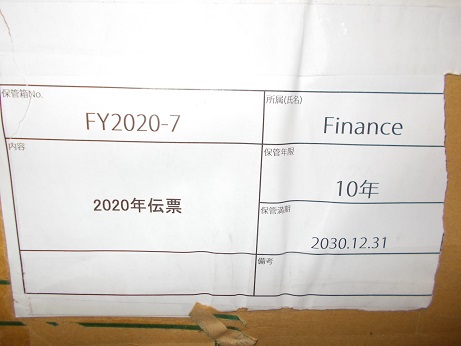 保管箱No.
FY2020-7
所属(氏名)
Finance
内容
2020年伝票
保管年限
10年
保管満期
2030.12.31
備考